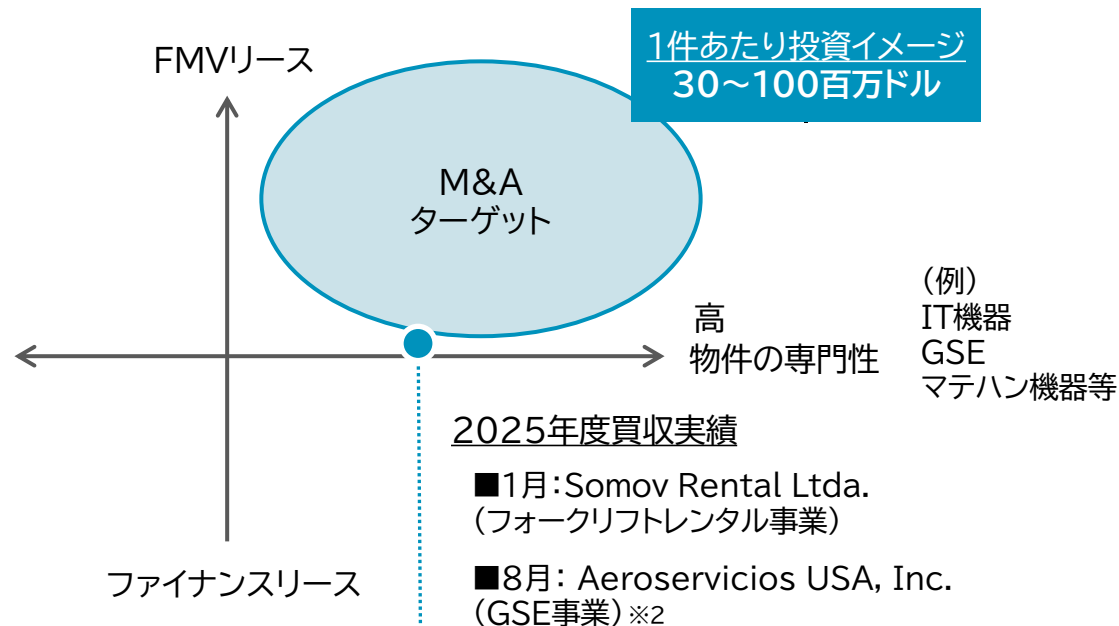 1件あたり投資イメージ
30～100百万ドル
FMVリース
M&A
ターゲット
高
物件の専門性
（例）
IT機器
GSE
マテハン機器等
2025年度買収実績
■1月：Somov Rental Ltda.
（フォークリフトレンタル事業）
ファイナンスリース
■8月： Aeroservicios USA, Inc.
（GSE事業）※2